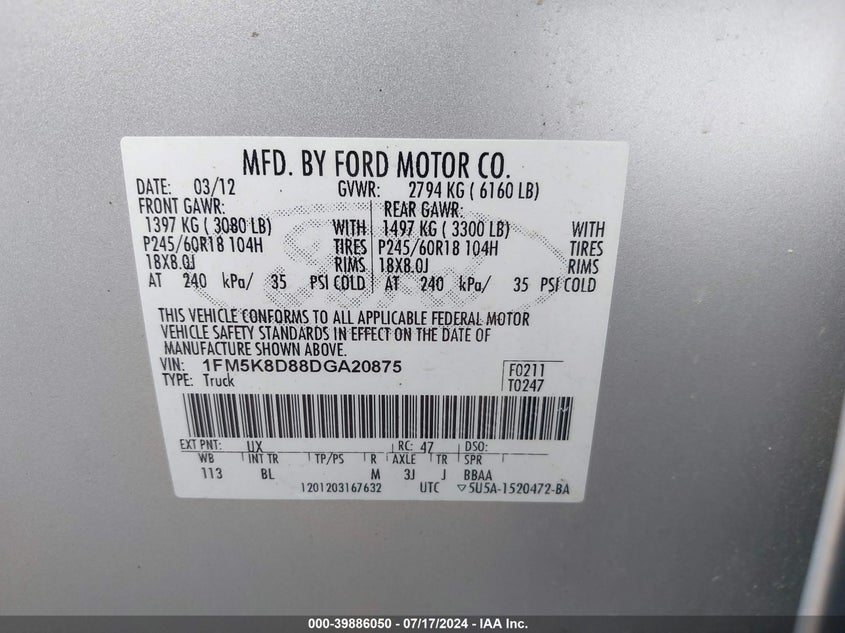 MFD. BY FORD MOTOR CO.
DATE: 03/12 GVWR: 2794 KG ( 6160 LB)
FRONT GAWR: REAR GAWR:
1397 KG ( 3080 LB) WITH 1497 KG ( 3300 LB) WITH
P245/60R18 104H TIRES P245/60R18 104H TIRES
18X8.0J RIMS 18X8.0J RIMS
AT 240 kPa/ 35 PSI COLD AT 240 kPa/ 35 PSI COLD
THIS VEHICLE CONFORMS TO ALL APPLICABLE FEDERAL MOTOR
VEHICLE SAFETY STANDARDS IN EFFECT ON THE DATE OF
MANUFACTURE SHOWN ABOVE.
VIN: 1FM5K8D88DGA20875 F0211
TYPE: Truck T0247
EXT PNT: UX RC: 47 DSO:
WB INT TR TP/PS R AXLE TR SPR
113 BL M 3J J BBAA
1201203167632 UTC ▽5U5A-1520472-BA
000-39886050 - 07/17/2024 - IAA Inc.